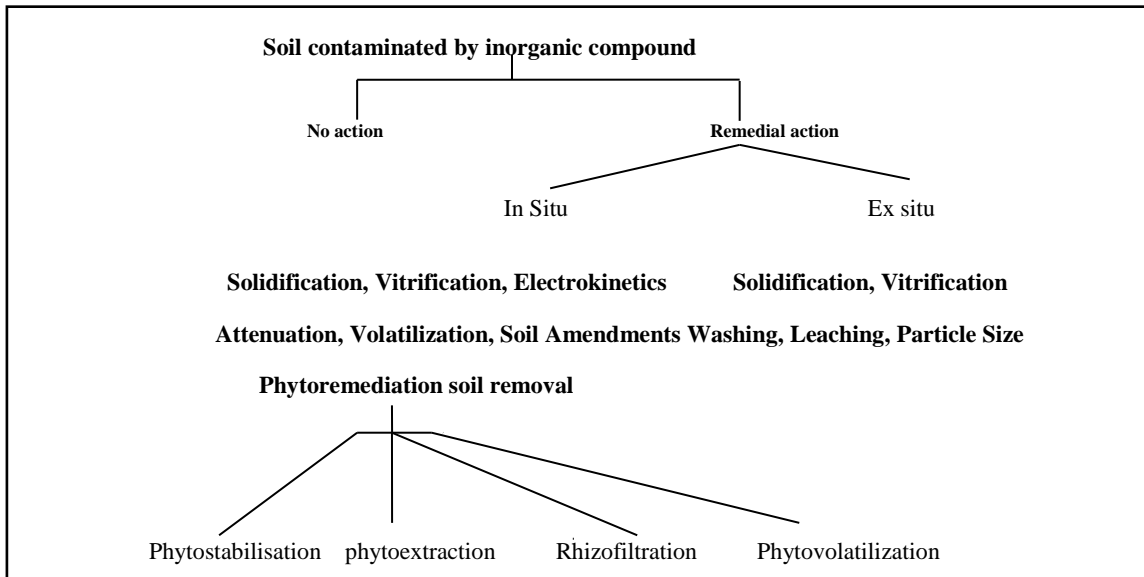 Soil contaminated by inorganic compound
No action Remedial action
In Situ Ex situ
Solidification, Vitrification, Electrokinetics Solidification, Vitrification
Attenuation, Volatilization, Soil Amendments Washing, Leaching, Particle Size
Phytoremediation soil removal
Phytostabilisation phytoextraction Rhizofiltration Phytovolatilization